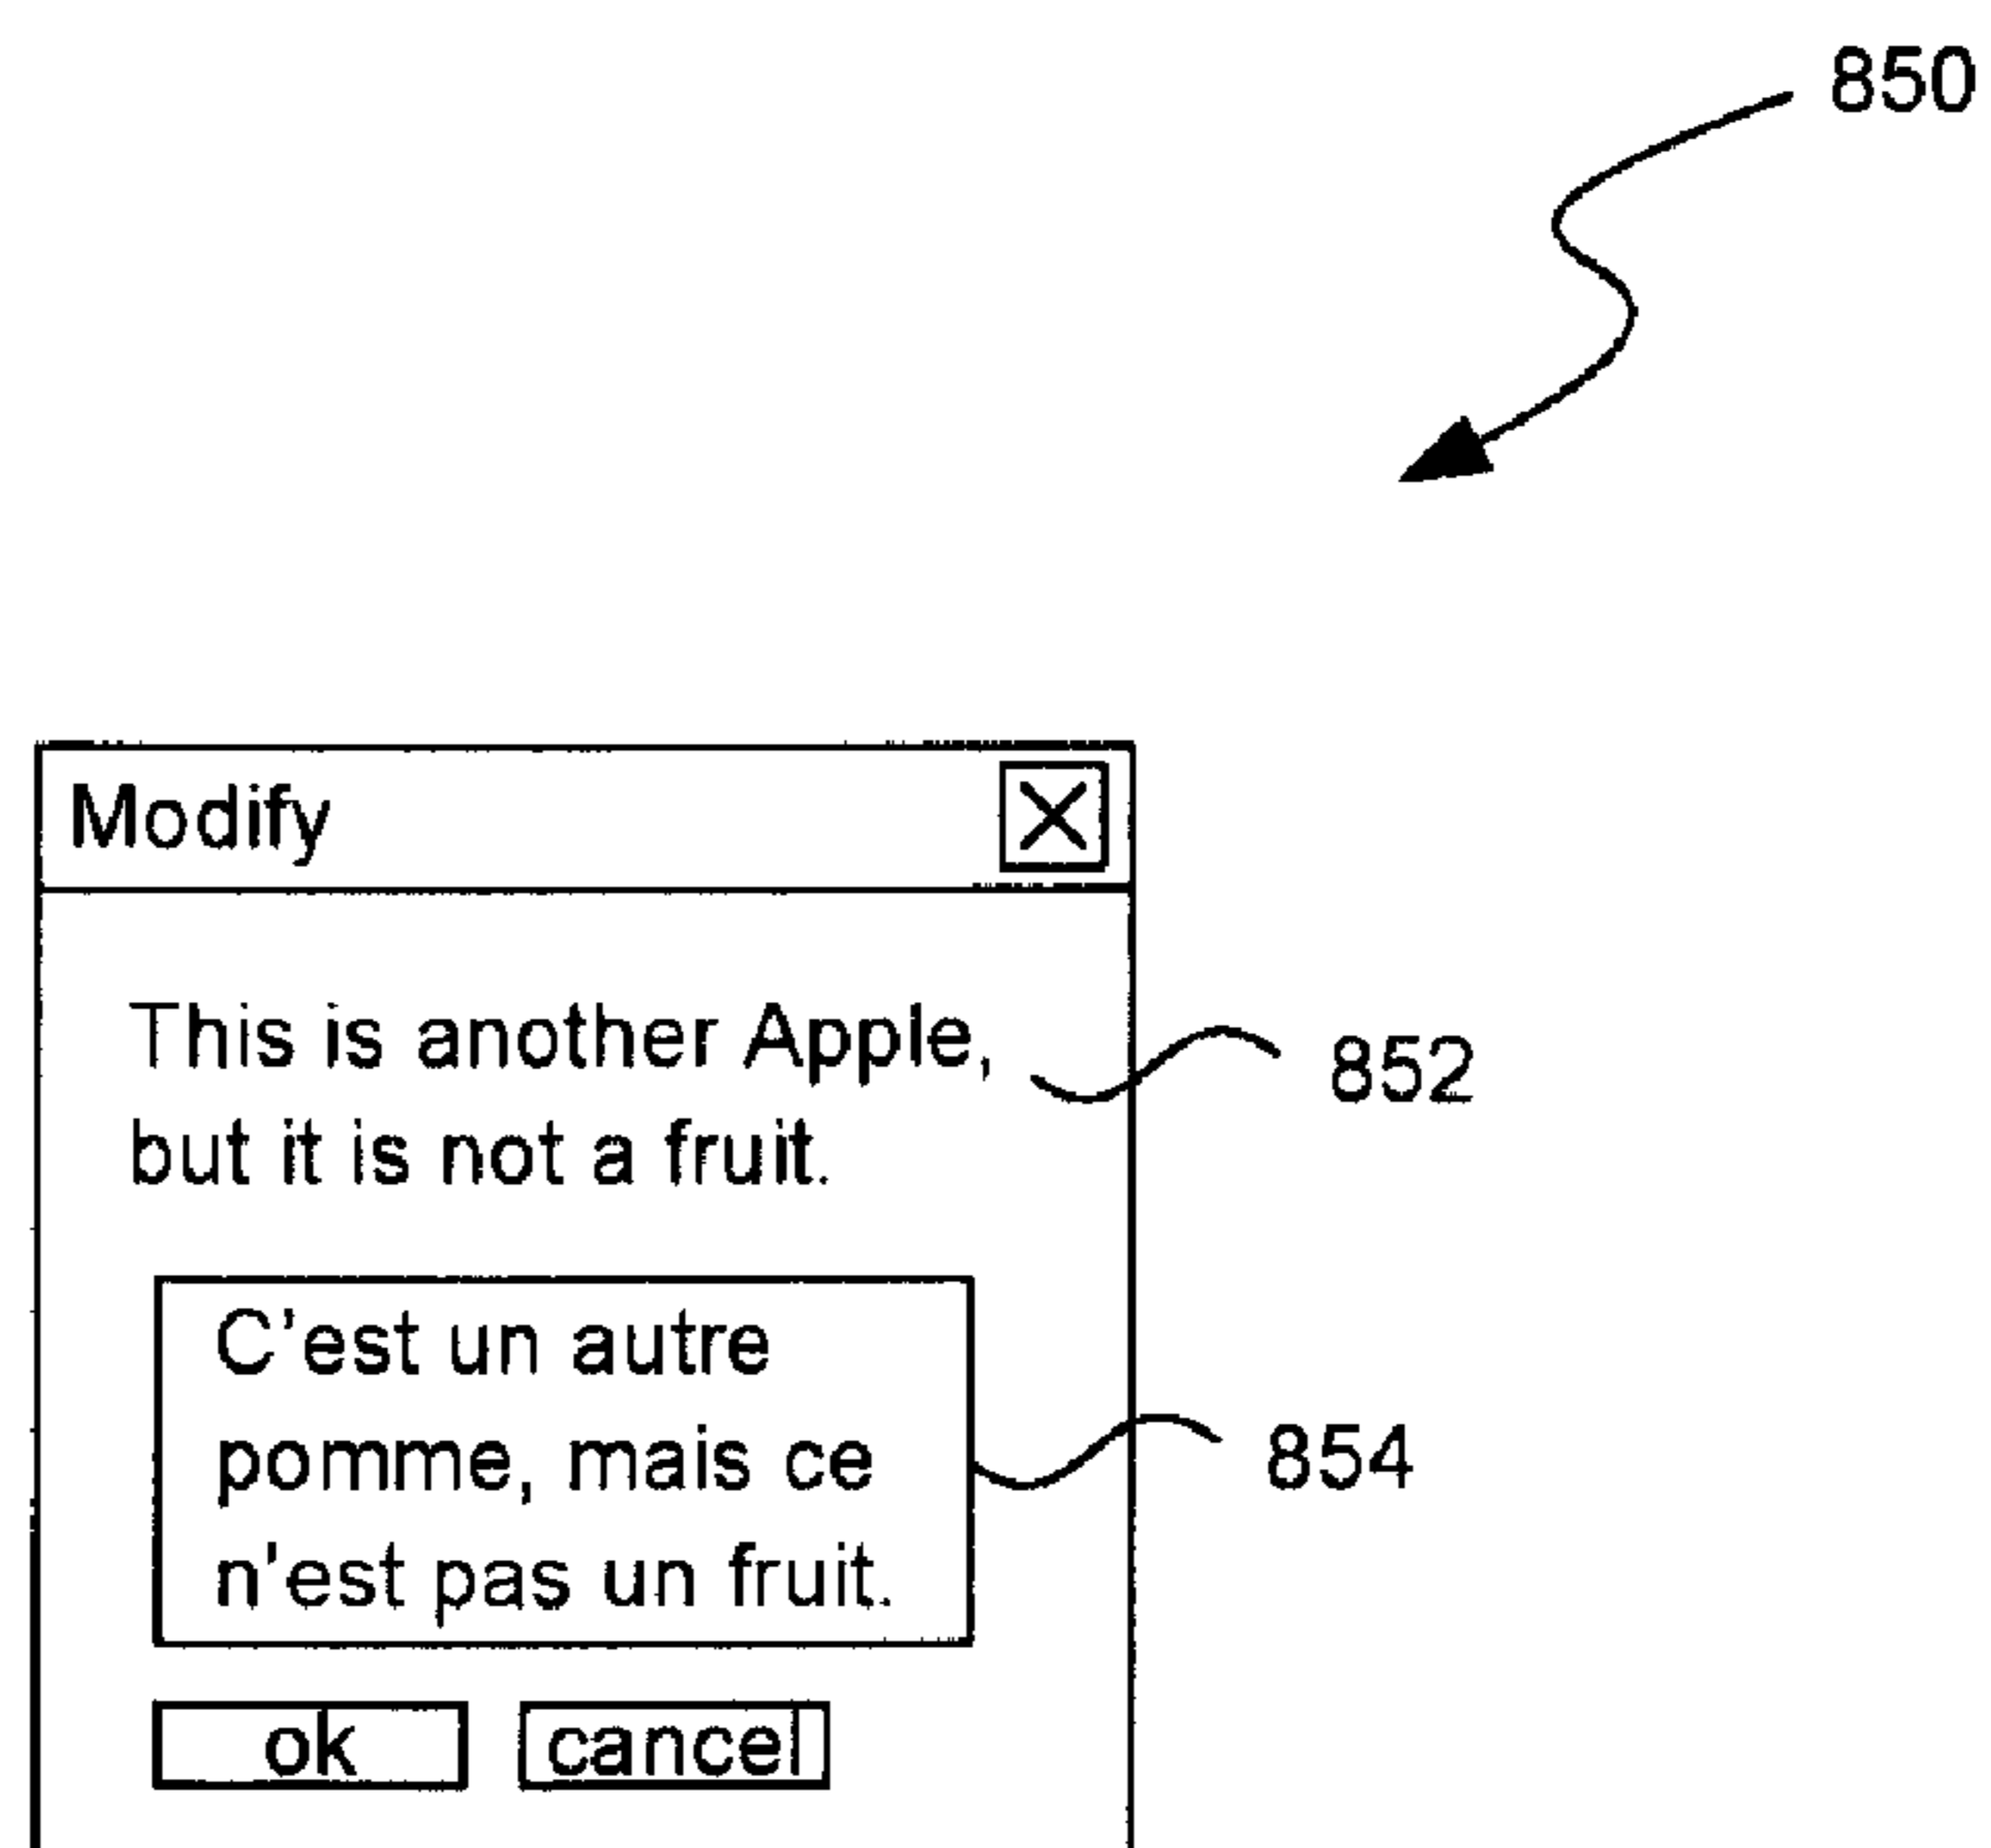 850
Modify
This is another Apple,
852
but it is not a fruit.
C'est un autre
pomme, mais ce
854
n'est pas un fruit.
ok cancel